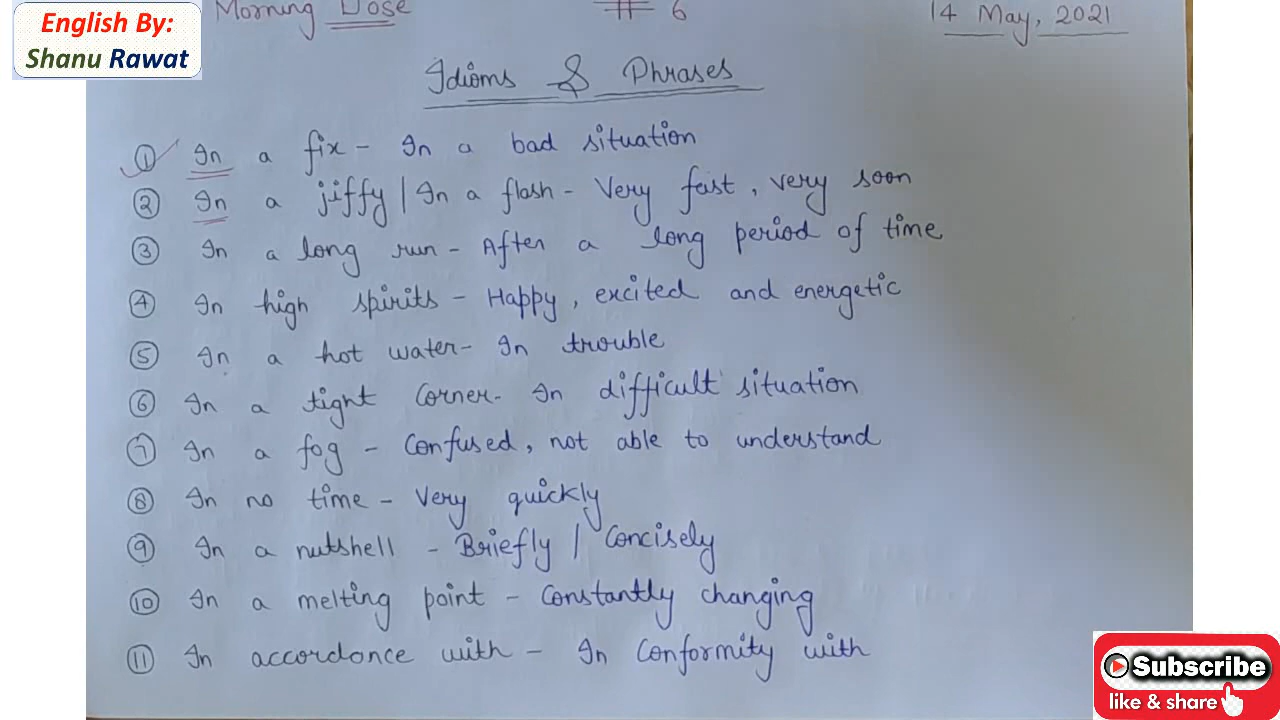 English By:
Shanu Rawat
Morning Dose # 6 14 May, 2021
Idioms & Phrases
① In a fix - In a bad situation
② In a jiffy | In a flash - Very fast, very soon
③ In a long run - After a long period of time
④ In high spirits - Happy, excited and energetic
⑤ In a hot water - In trouble
⑥ In a tight corner - In difficult situation
⑦ In a fog - Confused, not able to understand
⑧ In no time - Very quickly
⑨ In a nutshell - Briefly | Concisely
⑩ In a melting point - Constantly changing
⑪ In accordonce with - In Conformity with
Subscribe
like & share